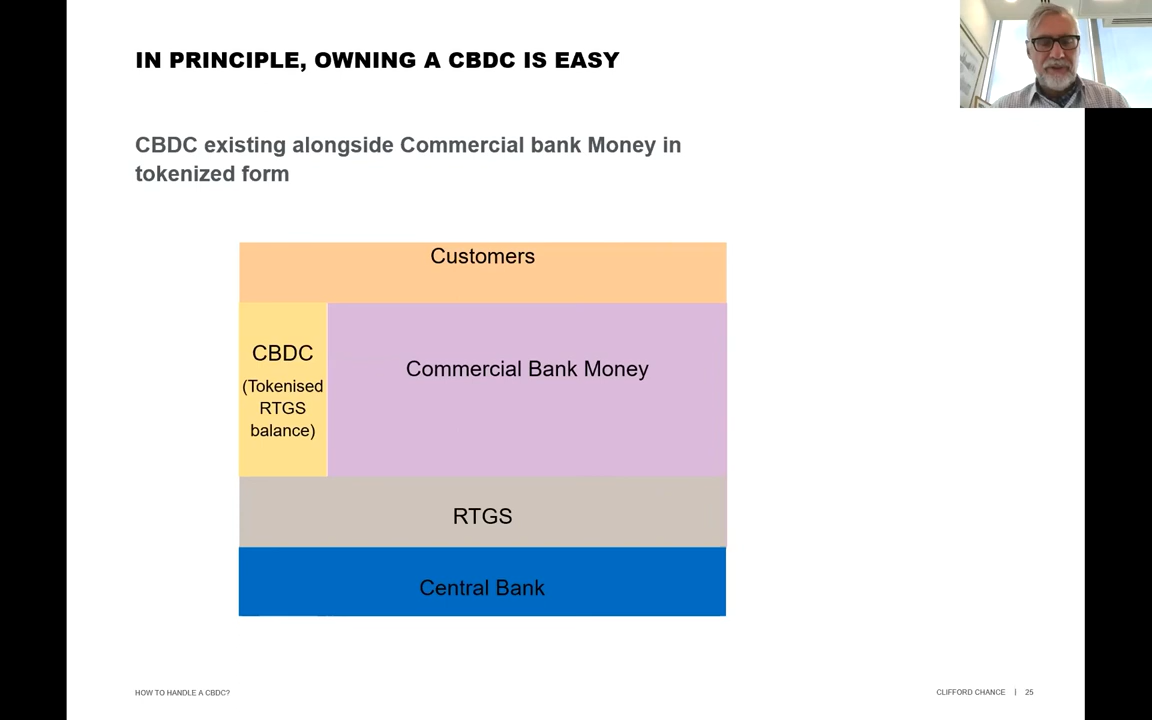 IN PRINCIPLE, OWNING A CBDC IS EASY
CBDC existing alongside Commercial bank Money in
tokenized form
Customers
CBDC
(Tokenised
RTGS
balance)
Commercial Bank Money
RTGS
Central Bank
HOW TO HANDLE A CBDC?
CLIFFORD CHANCE | 25